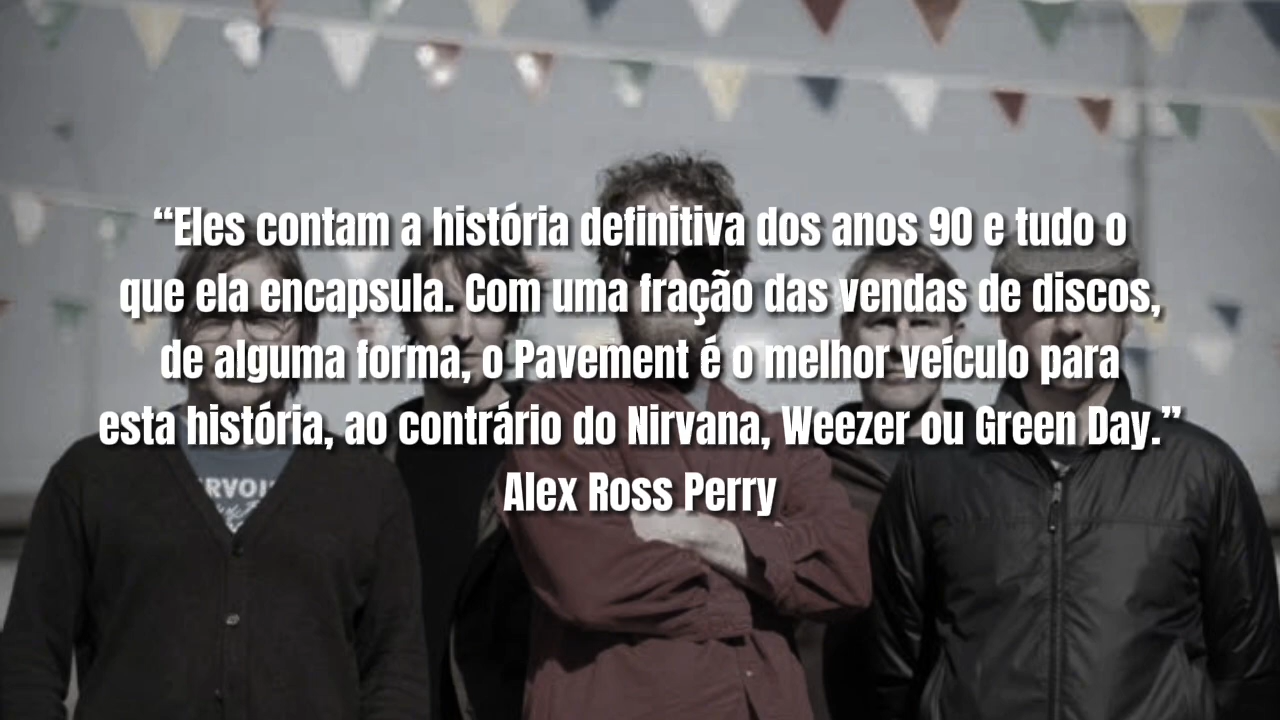 “Eles contam a história definitiva dos anos 90 e tudo o
que ela encapsula. Com uma fração das vendas de discos,
de alguma forma, o Pavement é o melhor veículo para
esta história, ao contrário do Nirvana, Weezer ou Green Day.”
Alex Ross Perry